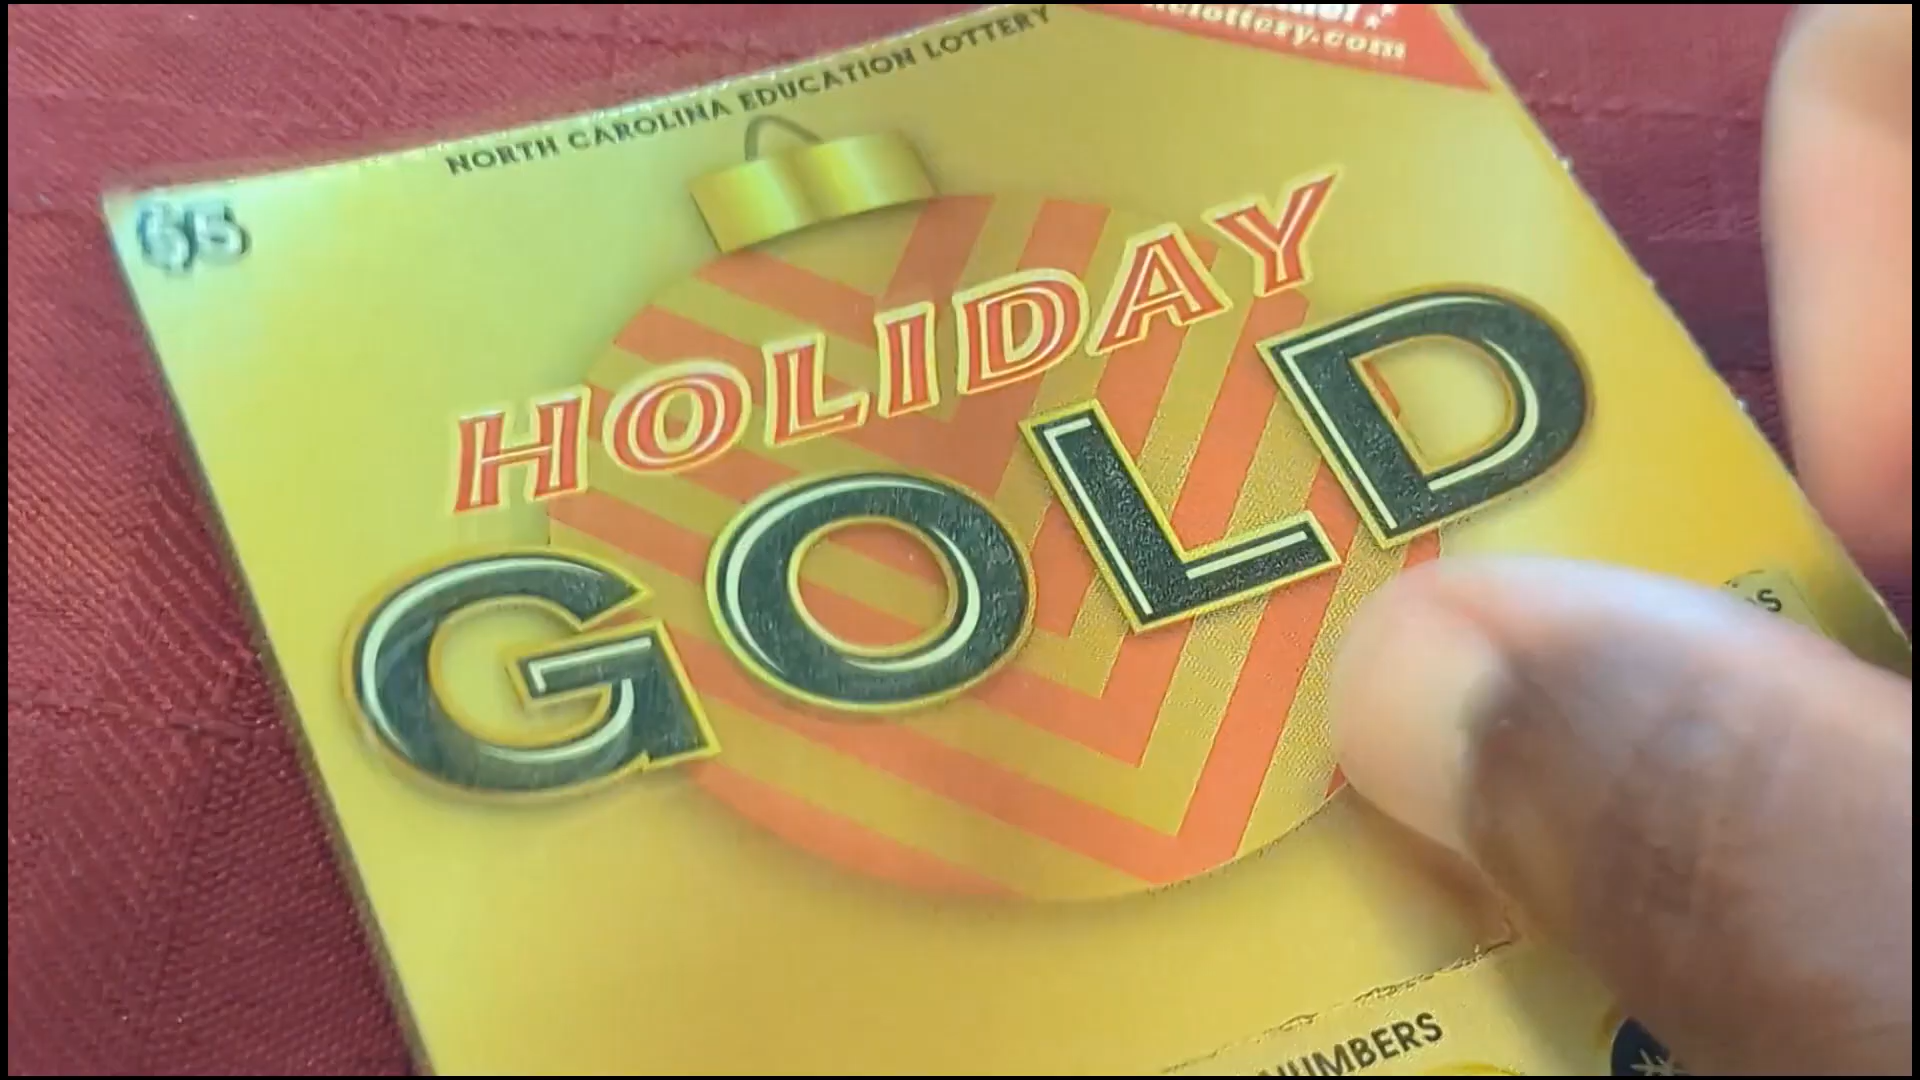 NORTH CAROLINA EDUCATION LOTTERY
$5
HOLIDAY
GOLD
NUMBERS